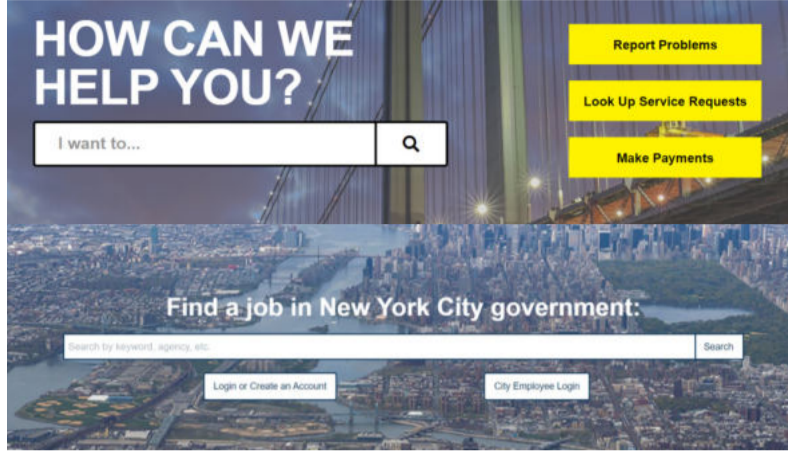 HOW CAN WE
HELP YOU?
I want to...
Report Problems
Look Up Service Requests
Make Payments
Find a job in New York City government:
Search by keyword, agency, etc.
Search
Login or Create an Account
City Employee Login